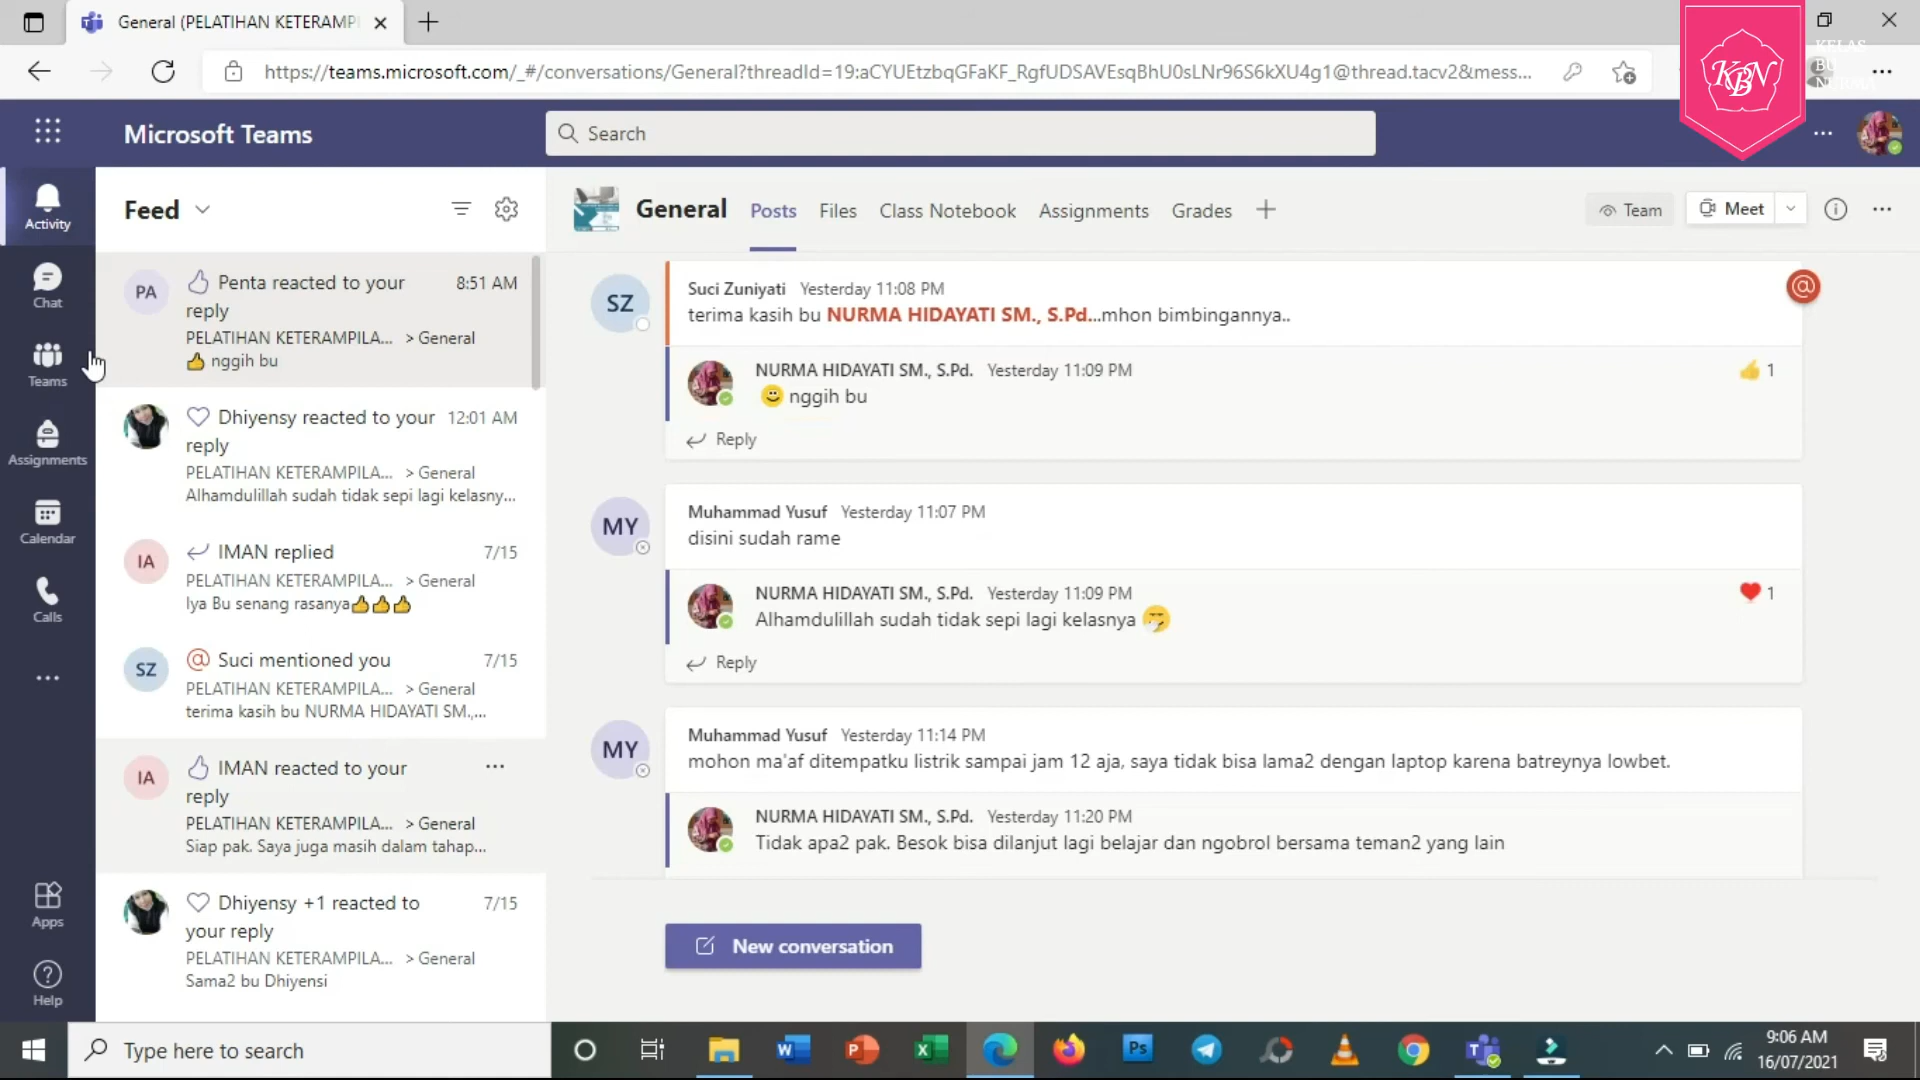 General (PELATIHAN KETERAMPI
https://teams.microsoft.com/_#/conversations/General?threadId=19:aCYUEtzbqGFaKF_RgfUDSAVEsqBhU0sLNr96S6kXU4g1@thread.tacv2&mess...
KBN
KELAS
BU
Microsoft Teams
Search
Activity
Chat
Teams
Assignments
Calendar
Calls
Apps
Help
Feed
PA
Penta reacted to your 8:51 AM
reply
PELATIHAN KETERAMPILA... > General
nggih bu
Dhiyensy reacted to your 12:01 AM
reply
PELATIHAN KETERAMPILA... > General
Alhamdulillah sudah tidak sepi lagi kelasny...
IA
IMAN replied 7/15
PELATIHAN KETERAMPILA... > General
Iya Bu senang rasanya👍👍👍
SZ
@ Suci mentioned you 7/15
PELATIHAN KETERAMPILA... > General
terima kasih bu NURMA HIDAYATI SM.,...
IA
IMAN reacted to your
reply
PELATIHAN KETERAMPILA... > General
Siap pak. Saya juga masih dalam tahap...
Dhiyensy +1 reacted to 7/15
your reply
PELATIHAN KETERAMPILA... > General
Sama2 bu Dhiyensi
General Posts Files Class Notebook Assignments Grades
Team Meet
SZ
Suci Zuniyati Yesterday 11:08 PM
@
terima kasih bu NURMA HIDAYATI SM., S.Pd...mhon bimbingannya..
NURMA HIDAYATI SM., S.Pd. Yesterday 11:09 PM
1
nggih bu
Reply
MY
Muhammad Yusuf Yesterday 11:07 PM
disini sudah rame
NURMA HIDAYATI SM., S.Pd. Yesterday 11:09 PM
1
Alhamdulillah sudah tidak sepi lagi kelasnya
Reply
MY
Muhammad Yusuf Yesterday 11:14 PM
mohon ma'af ditempatku listrik sampai jam 12 aja, saya tidak bisa lama2 dengan laptop karena batreynya lowbet.
NURMA HIDAYATI SM., S.Pd. Yesterday 11:20 PM
Tidak apa2 pak. Besok bisa dilanjut lagi belajar dan ngobrol bersama teman2 yang lain
New conversation
Type here to search
9:06 AM
16/07/2021